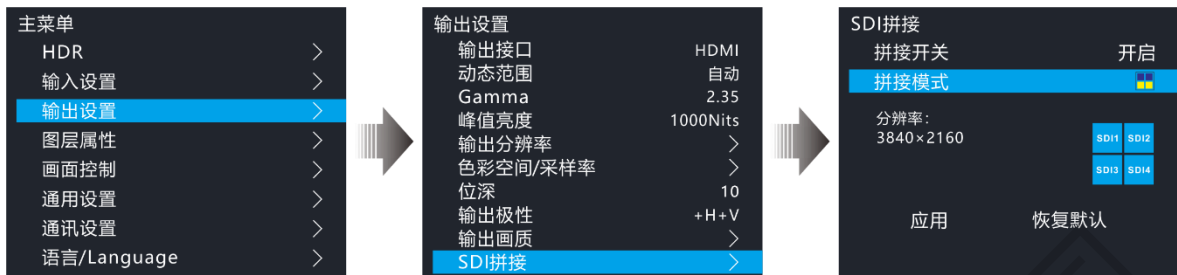 主菜单
HDR
输入设置
输出设置
图层属性
画面控制
通用设置
通讯设置
语言/Language
输出设置
输出接口 HDMI
动态范围 自动
Gamma 2.35
峰值亮度 1000Nits
输出分辨率
色彩空间/采样率
位深 10
输出极性 +H+V
输出画质
SDI拼接
SDI拼接
拼接开关 开启
拼接模式
分辨率：
3840×2160
SDI1 SDI2
SDI3 SDI4
应用 恢复默认